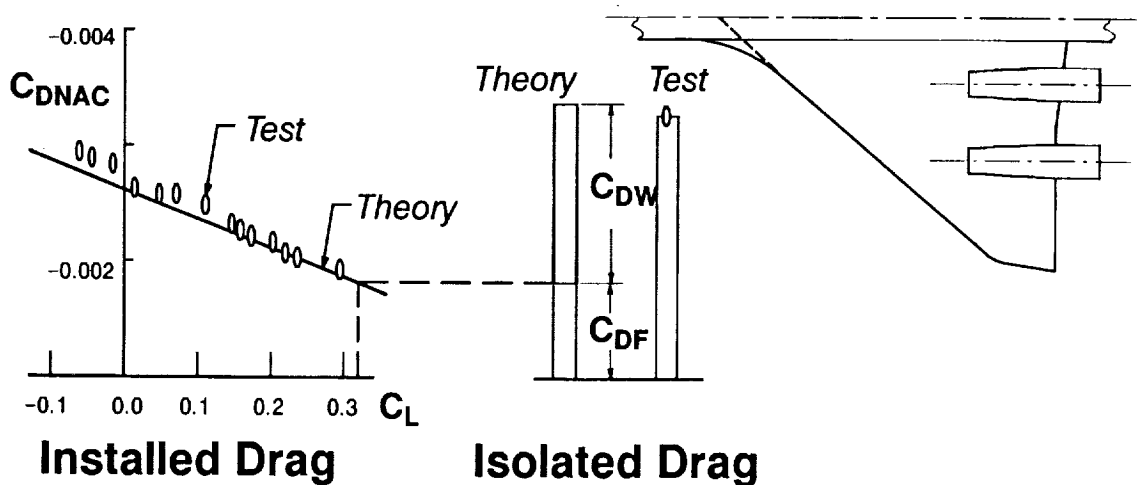 -0.004
C_DNAC
Test
Theory
-0.002
-0.1 0.0 0.1 0.2 0.3 C_L
Installed Drag
Theory Test
C_DW
C_DF
Isolated Drag